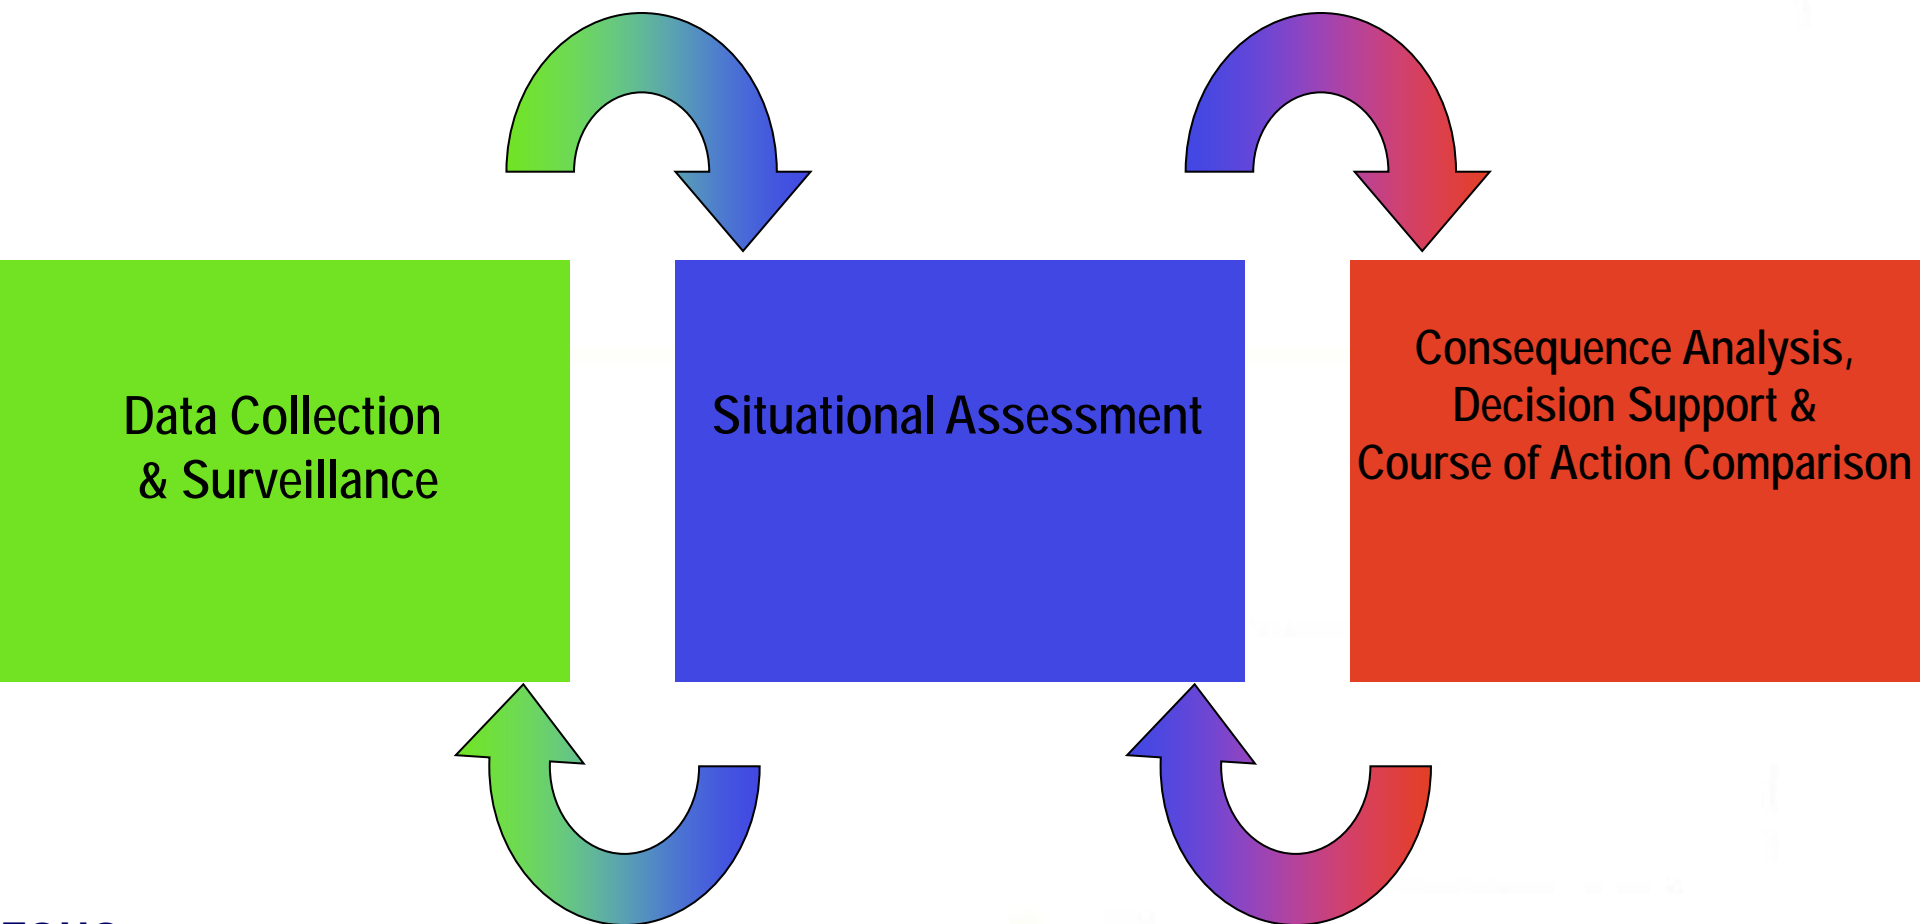 Data Collection
& Surveillance
Situational Assessment
Consequence Analysis,
Decision Support &
Course of Action Comparison